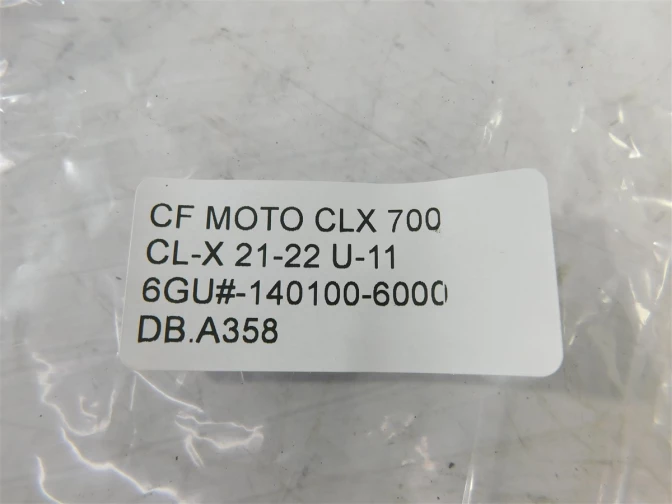 CF MOTO CLX 700
CL-X 21-22 U-11
6GU#-140100-6000
DB.A358